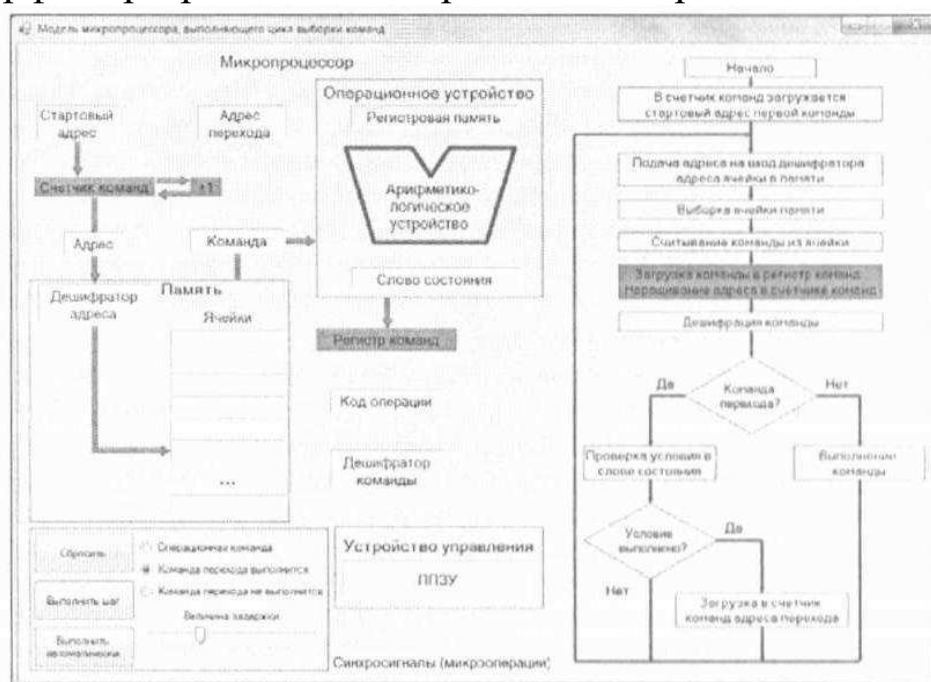 Модель микропроцессора, выполняющего цикл выборки команд
Микропроцессор
Стартовый
адрес
Адрес
перехода
Счетчик команд
+1
Адрес
Команда
Дешифратор
адреса
Память
Ячейки
...
Операционное устройство
Регистровая память
Арифметико-
логическое
устройство
Слово состояния
Регистр команд
Код операции
Дешифратор
команды
Устройство управления
ППЗУ
Синхросигналы (микрооперации)
Сбросить
Выполнить шаг
Выполнить
автоматически
Операционная команда
Команда перехода выполнится
Команда перехода не выполнится
Величина задержки
Начало
В счетчик команд загружается
стартовый адрес первой команды
Подача адреса на вход дешифратора
адреса ячейки в памяти
Выборка ячейки памяти
Считывание команды из ячейки
Загрузка команды в регистр команд
Наращивание адреса в счетчике команд
Дешифрация команды
Да
Команда
перехода?
Нет
Проверка условия в
слове состояния
Выполнение
команды
Условие
выполнено?
Да
Нет
Загрузка в счетчик
команд адреса перехода